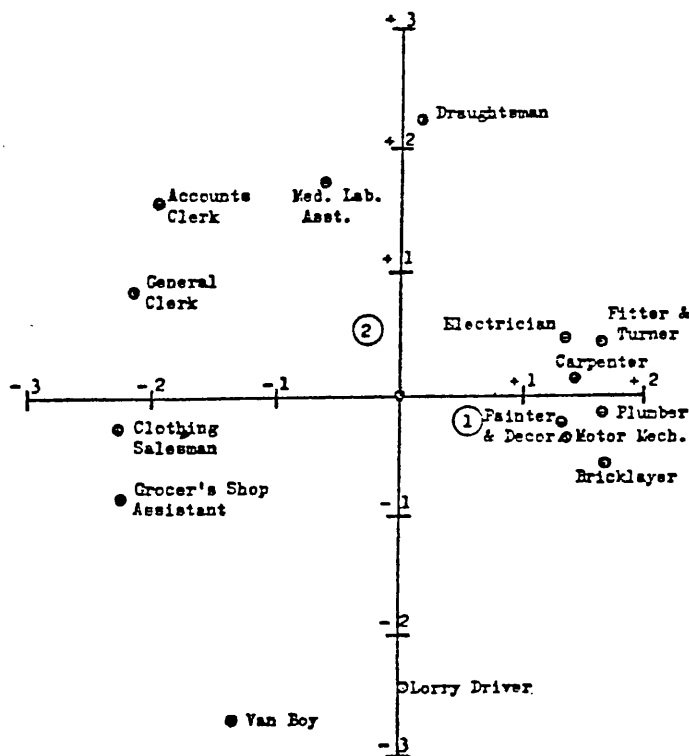 + 3
Draughtsman
+ 2
Accounts
Clerk
Med. Lab.
Asst.
+ 1
General
Clerk
2
Electrician
Fitter &
Turner
Carpenter
- 3
- 2
- 1
+1
+ 2
Clothing
Salesman
1
Painter
& Decor.
Plumber
Motor Mech.
Bricklayer
Grocer's Shop
Assistant
- 1
- 2
Lorry Driver
Van Boy
- 3